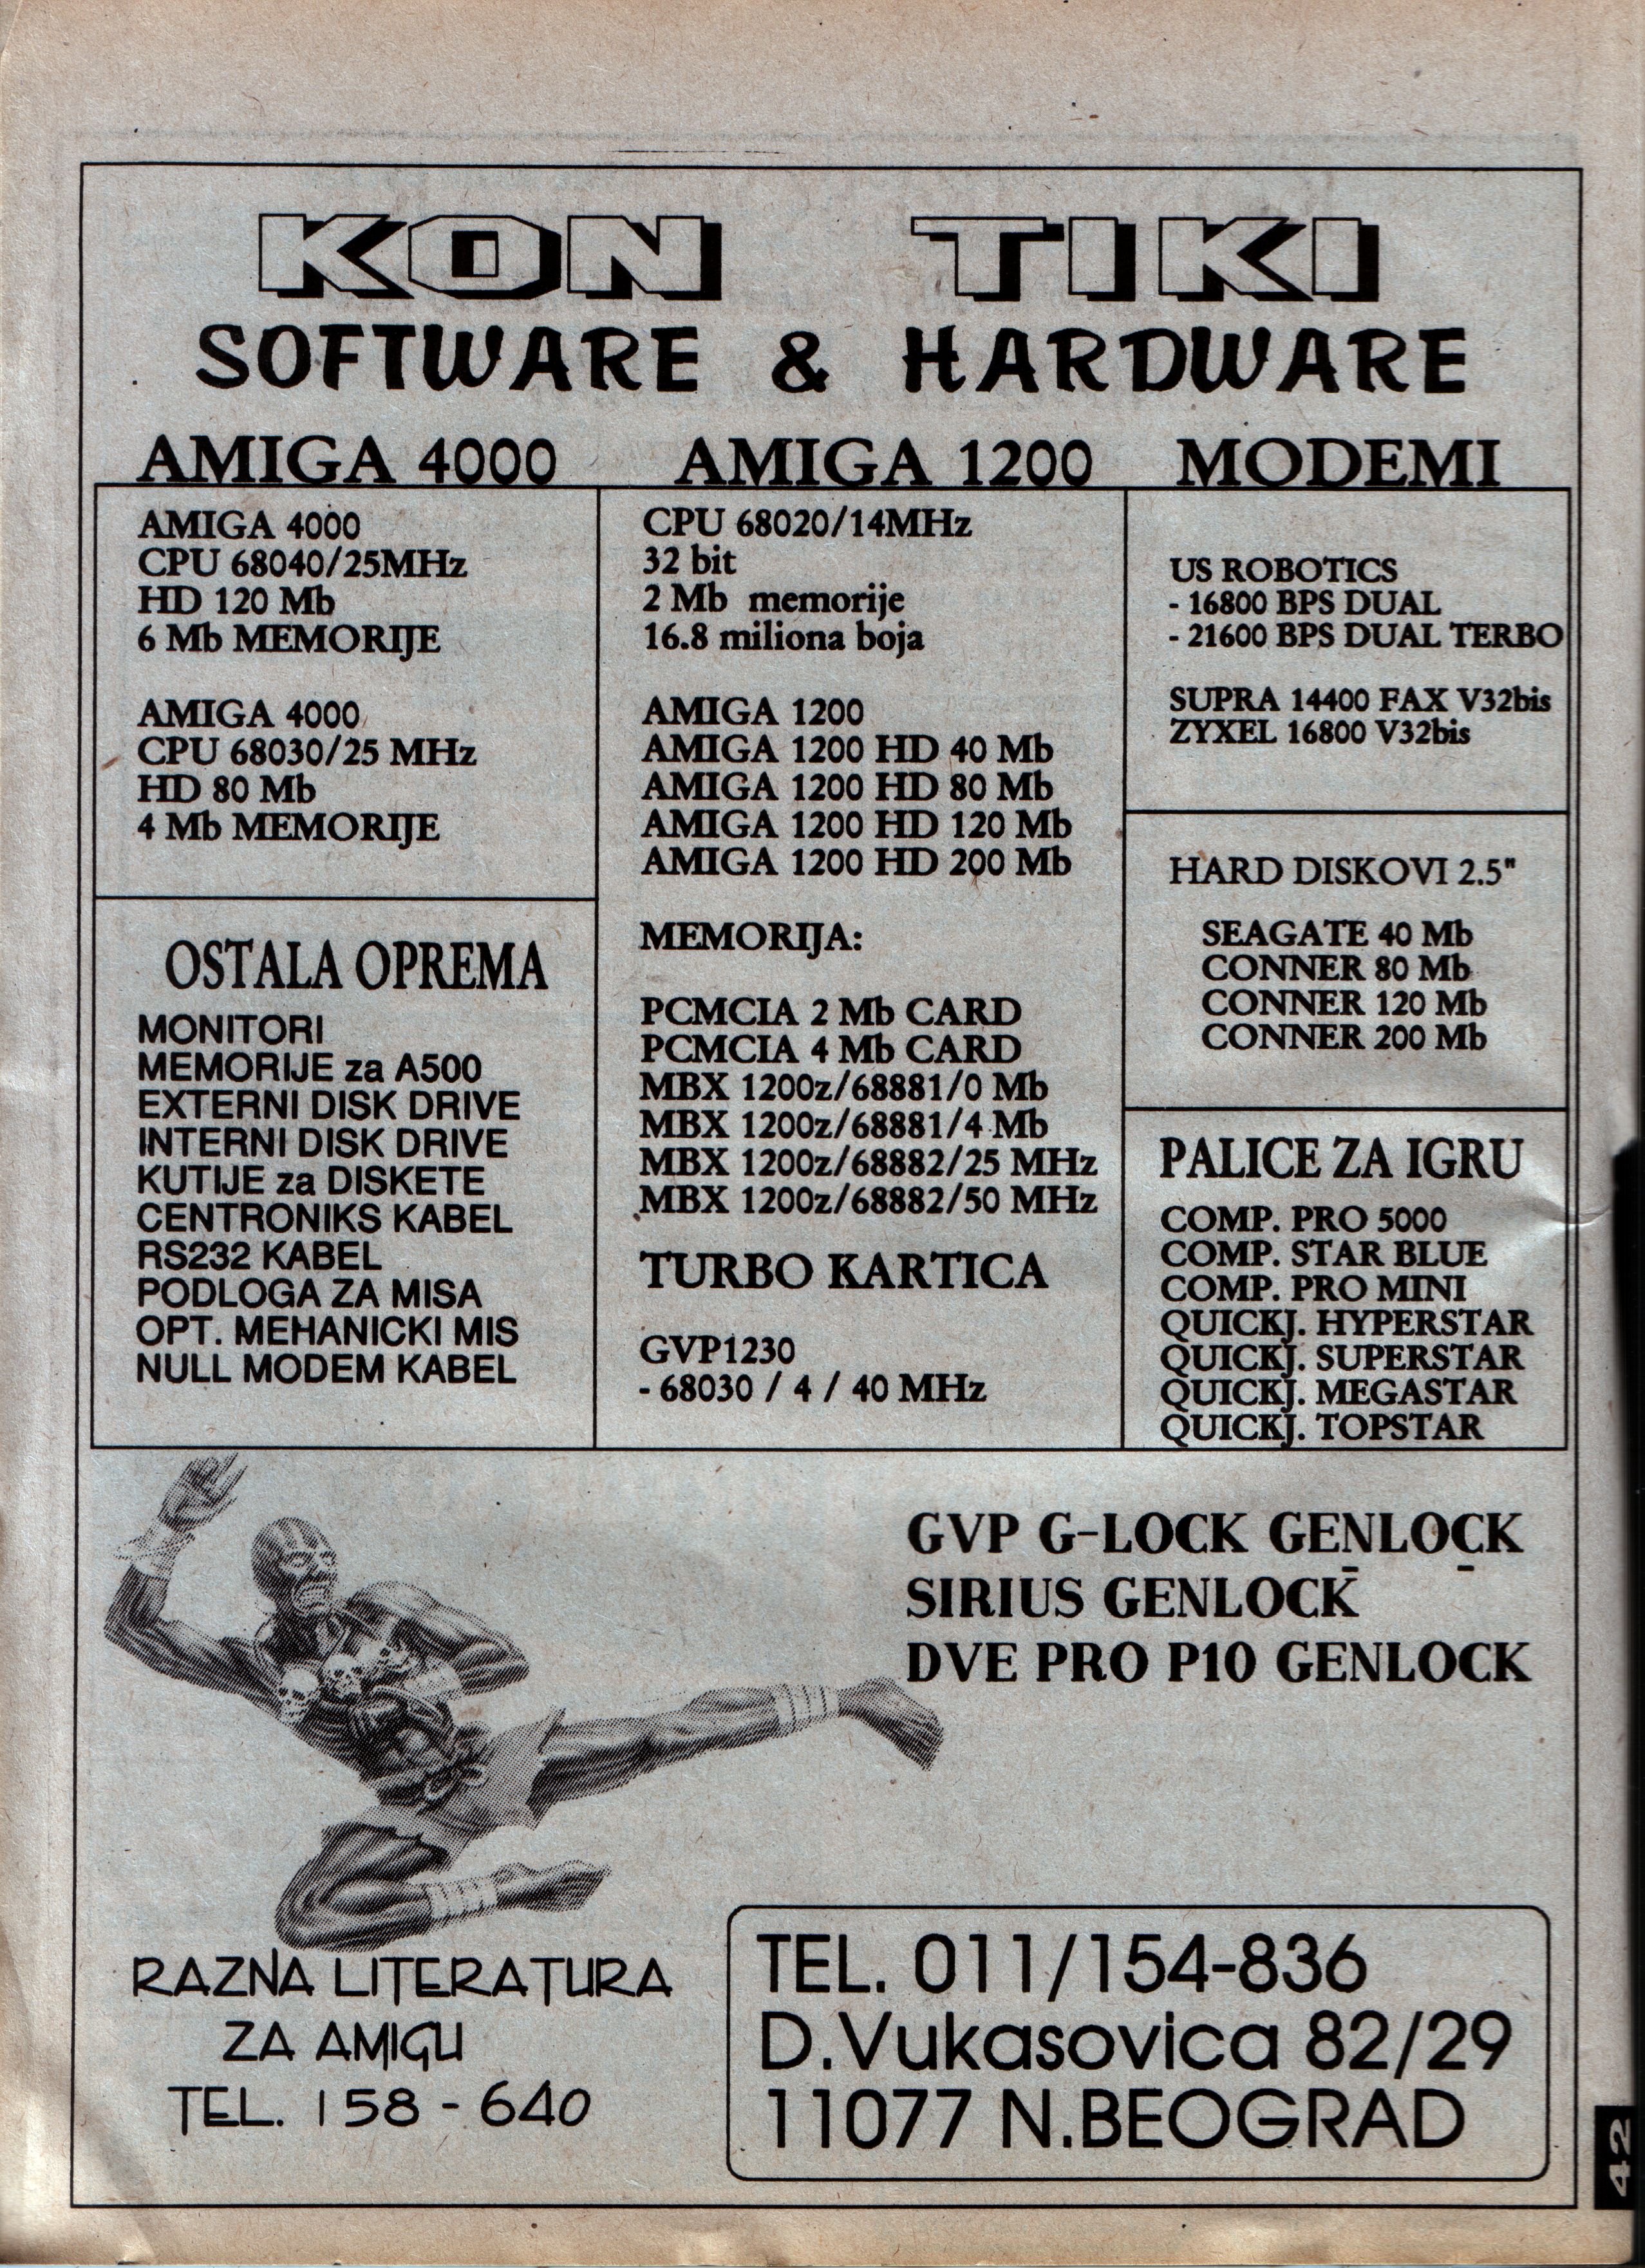 KON TIKI
SOFTWARE & HARDWARE
AMIGA 4000
AMIGA 4000
CPU 68040/25MHz
HD 120 Mb
6 Mb MEMORIJE
AMIGA 4000
CPU 68030/25 MHz
HD 80 Mb
4 Mb MEMORIJE
OSTALA OPREMA
MONITORI
MEMORIJE za A500
EXTERNI DISK DRIVE
INTERNI DISK DRIVE
KUTIJE za DISKETE
CENTRONIKS KABEL
RS232 KABEL
PODLOGA ZA MISA
OPT. MEHANICKI MIS
NULL MODEM KABEL
AMIGA 1200
CPU 68020/14MHz
32 bit
2 Mb memorije
16.8 miliona boja
AMIGA 1200
AMIGA 1200 HD 40 Mb
AMIGA 1200 HD 80 Mb
AMIGA 1200 HD 120 Mb
AMIGA 1200 HD 200 Mb
MEMORIJA:
PCMCIA 2 Mb CARD
PCMCIA 4 Mb CARD
MBX 1200z/68881/0 Mb
MBX 1200z/68881/4 Mb
MBX 1200z/68882/25 MHz
MBX 1200z/68882/50 MHz
TURBO KARTICA
GVP1230
- 68030 / 4 / 40 MHz
MODEMI
US ROBOTICS
- 16800 BPS DUAL
- 21600 BPS DUAL TERBO
SUPRA 14400 FAX V32bis
ZYXEL 16800 V32bis
HARD DISKOVI 2.5"
SEAGATE 40 Mb
CONNER 80 Mb
CONNER 120 Mb
CONNER 200 Mb
PALICE ZA IGRU
COMP. PRO 5000
COMP. STAR BLUE
COMP. PRO MINI
QUICKJ. HYPERSTAR
QUICKJ. SUPERSTAR
QUICKJ. MEGASTAR
QUICKJ. TOPSTAR
GVP G-LOCK GENLOCK
SIRIUS GENLOCK
DVE PRO P10 GENLOCK
RAZNA LITERATURA
ZA AMIGU
TEL. 158 - 640
TEL. 011/154-836
D.Vukasovica 82/29
11077 N.BEOGRAD
42